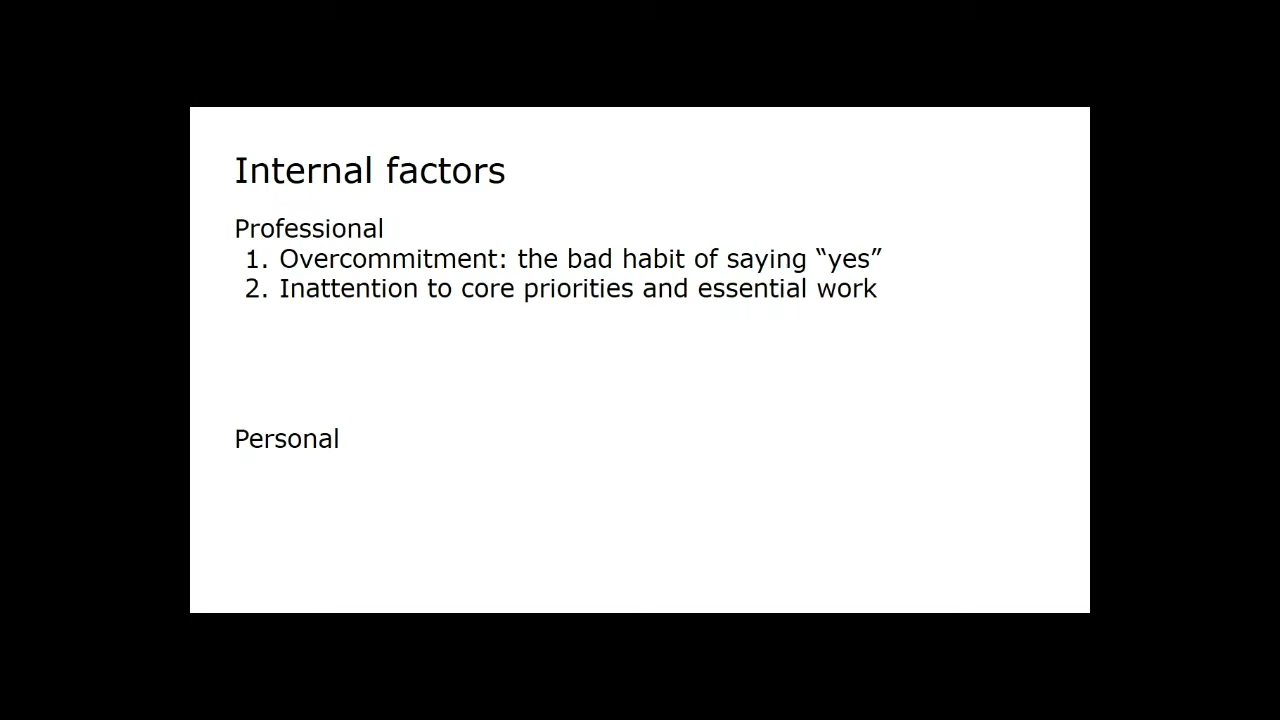 Internal factors
Professional
1. Overcommitment: the bad habit of saying “yes”
2. Inattention to core priorities and essential work
Personal